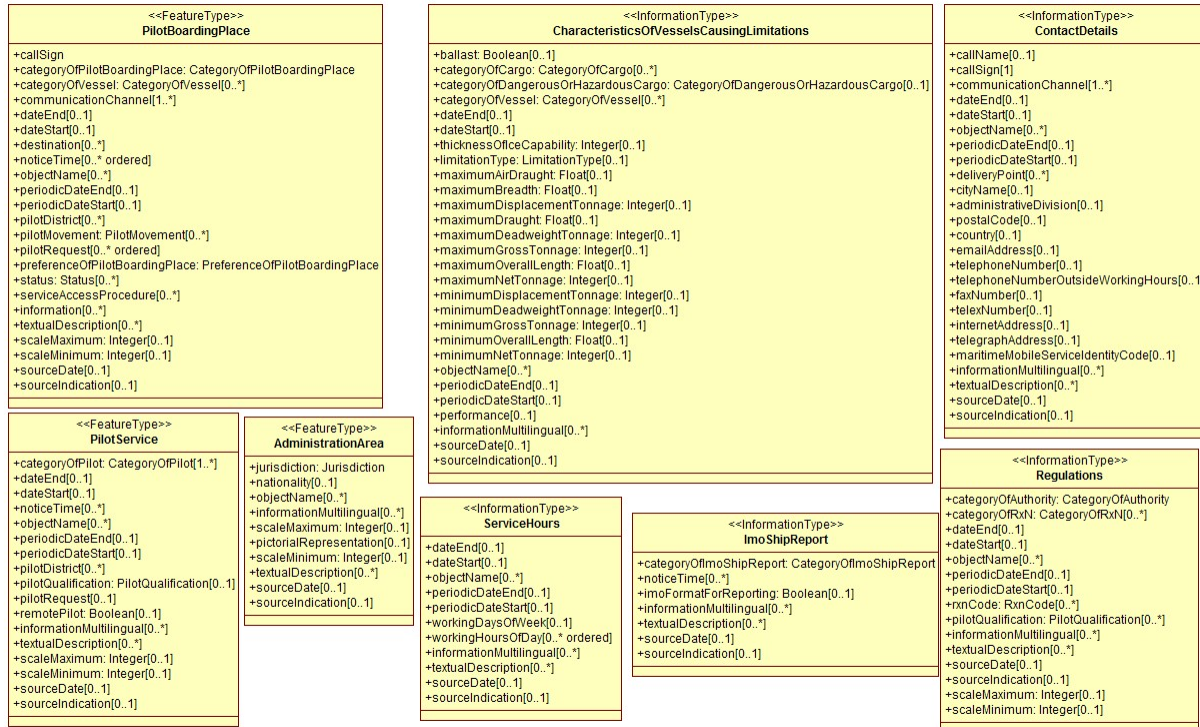 <<FeatureType>>
PilotBoardingPlace
+callSign
+categoryOfPilotBoardingPlace: CategoryOfPilotBoardingPlace
+categoryOfVessel: CategoryOfVessel[0..*]
+communicationChannel[1..*]
+dateEnd[0..1]
+dateStart[0..1]
+destination[0..*]
+noticeTime[0..* ordered]
+objectName[0..*]
+periodicDateEnd[0..1]
+periodicDateStart[0..1]
+pilotDistrict[0..*]
+pilotMovement: PilotMovement[0..*]
+pilotRequest[0..* ordered]
+preferenceOfPilotBoardingPlace: PreferenceOfPilotBoardingPlace
+status: Status[0..*]
+serviceAccessProcedure[0..*]
+information[0..*]
+textualDescription[0..*]
+scaleMaximum: Integer[0..1]
+scaleMinimum: Integer[0..1]
+sourceDate[0..1]
+sourceIndication[0..1]
<<InformationType>>
CharacteristicsOfVesselsCausingLimitations
+ballast: Boolean[0..1]
+categoryOfCargo: CategoryOfCargo[0..*]
+categoryOfDangerousOrHazardousCargo: CategoryOfDangerousOrHazardousCargo[0..1]
+categoryOfVessel: CategoryOfVessel[0..*]
+dateEnd[0..1]
+dateStart[0..1]
+thicknessOfIceCapability: Integer[0..1]
+limitationType: LimitationType[0..1]
+maximumAirDraught: Float[0..1]
+maximumBreadth: Float[0..1]
+maximumDisplacementTonnage: Integer[0..1]
+maximumDraught: Float[0..1]
+maximumDeadweightTonnage: Integer[0..1]
+maximumGrossTonnage: Integer[0..1]
+maximumOverallLength: Float[0..1]
+maximumNetTonnage: Integer[0..1]
+minimumDisplacementTonnage: Integer[0..1]
+minimumDeadweightTonnage: Integer[0..1]
+minimumGrossTonnage: Integer[0..1]
+minimumOverallLength: Float[0..1]
+minimumNetTonnage: Integer[0..1]
+objectName[0..*]
+periodicDateEnd[0..1]
+periodicDateStart[0..1]
+performance[0..1]
+informationMultilingual[0..*]
+sourceDate[0..1]
+sourceIndication[0..1]
<<InformationType>>
ContactDetails
+callName[0..1]
+callSign[1]
+communicationChannel[1..*]
+dateEnd[0..1]
+dateStart[0..1]
+objectName[0..*]
+periodicDateEnd[0..1]
+periodicDateStart[0..1]
+deliveryPoint[0..*]
+cityName[0..1]
+administrativeDivision[0..1]
+postalCode[0..1]
+country[0..1]
+emailAddress[0..1]
+telephoneNumber[0..1]
+telephoneNumberOutsideWorkingHours[0..1
+faxNumber[0..1]
+telexNumber[0..1]
+internetAddress[0..1]
+telegraphAddress[0..1]
+maritimeMobileServiceIdentityCode[0..1]
+informationMultilingual[0..*]
+textualDescription[0..*]
+sourceDate[0..1]
+sourceIndication[0..1]
<<FeatureType>>
PilotService
+categoryOfPilot: CategoryOfPilot[1..*]
+dateEnd[0..1]
+dateStart[0..1]
+noticeTime[0..*]
+objectName[0..*]
+periodicDateEnd[0..1]
+periodicDateStart[0..1]
+pilotDistrict[0..*]
+pilotQualification: PilotQualification[0..1]
+pilotRequest[0..1]
+remotePilot: Boolean[0..1]
+informationMultilingual[0..*]
+textualDescription[0..*]
+scaleMaximum: Integer[0..1]
+scaleMinimum: Integer[0..1]
+sourceDate[0..1]
+sourceIndication[0..1]
<<FeatureType>>
AdministrationArea
+jurisdiction: Jurisdiction
+nationality[0..1]
+objectName[0..*]
+informationMultilingual[0..*]
+scaleMaximum: Integer[0..1]
+pictorialRepresentation[0..1]
+scaleMinimum: Integer[0..1]
+textualDescription[0..*]
+sourceDate[0..1]
+sourceIndication[0..1]
<<InformationType>>
ServiceHours
+dateEnd[0..1]
+dateStart[0..1]
+objectName[0..*]
+periodicDateEnd[0..1]
+periodicDateStart[0..1]
+workingDaysOfWeek[0..1]
+workingHoursOfDay[0..* ordered]
+informationMultilingual[0..*]
+textualDescription[0..*]
+sourceDate[0..1]
+sourceIndication[0..1]
<<InformationType>>
ImoShipReport
+categoryOfImoShipReport: CategoryOfImoShipReport
+noticeTime[0..*]
+imoFormatForReporting: Boolean[0..1]
+informationMultilingual[0..*]
+textualDescription[0..*]
+sourceDate[0..1]
+sourceIndication[0..1]
<<InformationType>>
Regulations
+categoryOfAuthority: CategoryOfAuthority
+categoryOfRxN: CategoryOfRxN[0..*]
+dateEnd[0..1]
+dateStart[0..1]
+objectName[0..*]
+periodicDateEnd[0..1]
+periodicDateStart[0..1]
+rxnCode: RxnCode[0..*]
+pilotQualification: PilotQualification[0..*]
+informationMultilingual[0..*]
+textualDescription[0..*]
+sourceDate[0..1]
+sourceIndication[0..1]
+scaleMaximum: Integer[0..1]
+scaleMinimum: Integer[0..1]